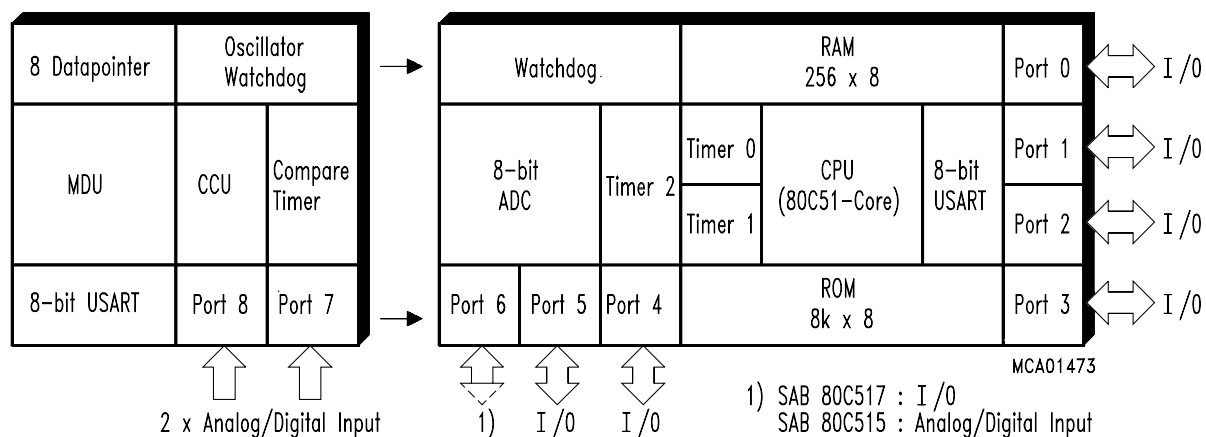 8 Datapointer
Oscillator
Watchdog
MDU
CCU
Compare
Timer
8-bit USART
Port 8
Port 7
2 x Analog/Digital Input
Watchdog.
RAM
256 x 8
Port 0
I/0
8-bit
ADC
Timer 2
Timer 0
Timer 1
CPU
(80C51-Core)
8-bit
USART
Port 1
I/0
Port 2
I/0
Port 6
Port 5
Port 4
ROM
8k x 8
Port 3
I/0
MCA01473
1)
I/0
I/0
1) SAB 80C517 : I/0
SAB 80C515 : Analog/Digital Input